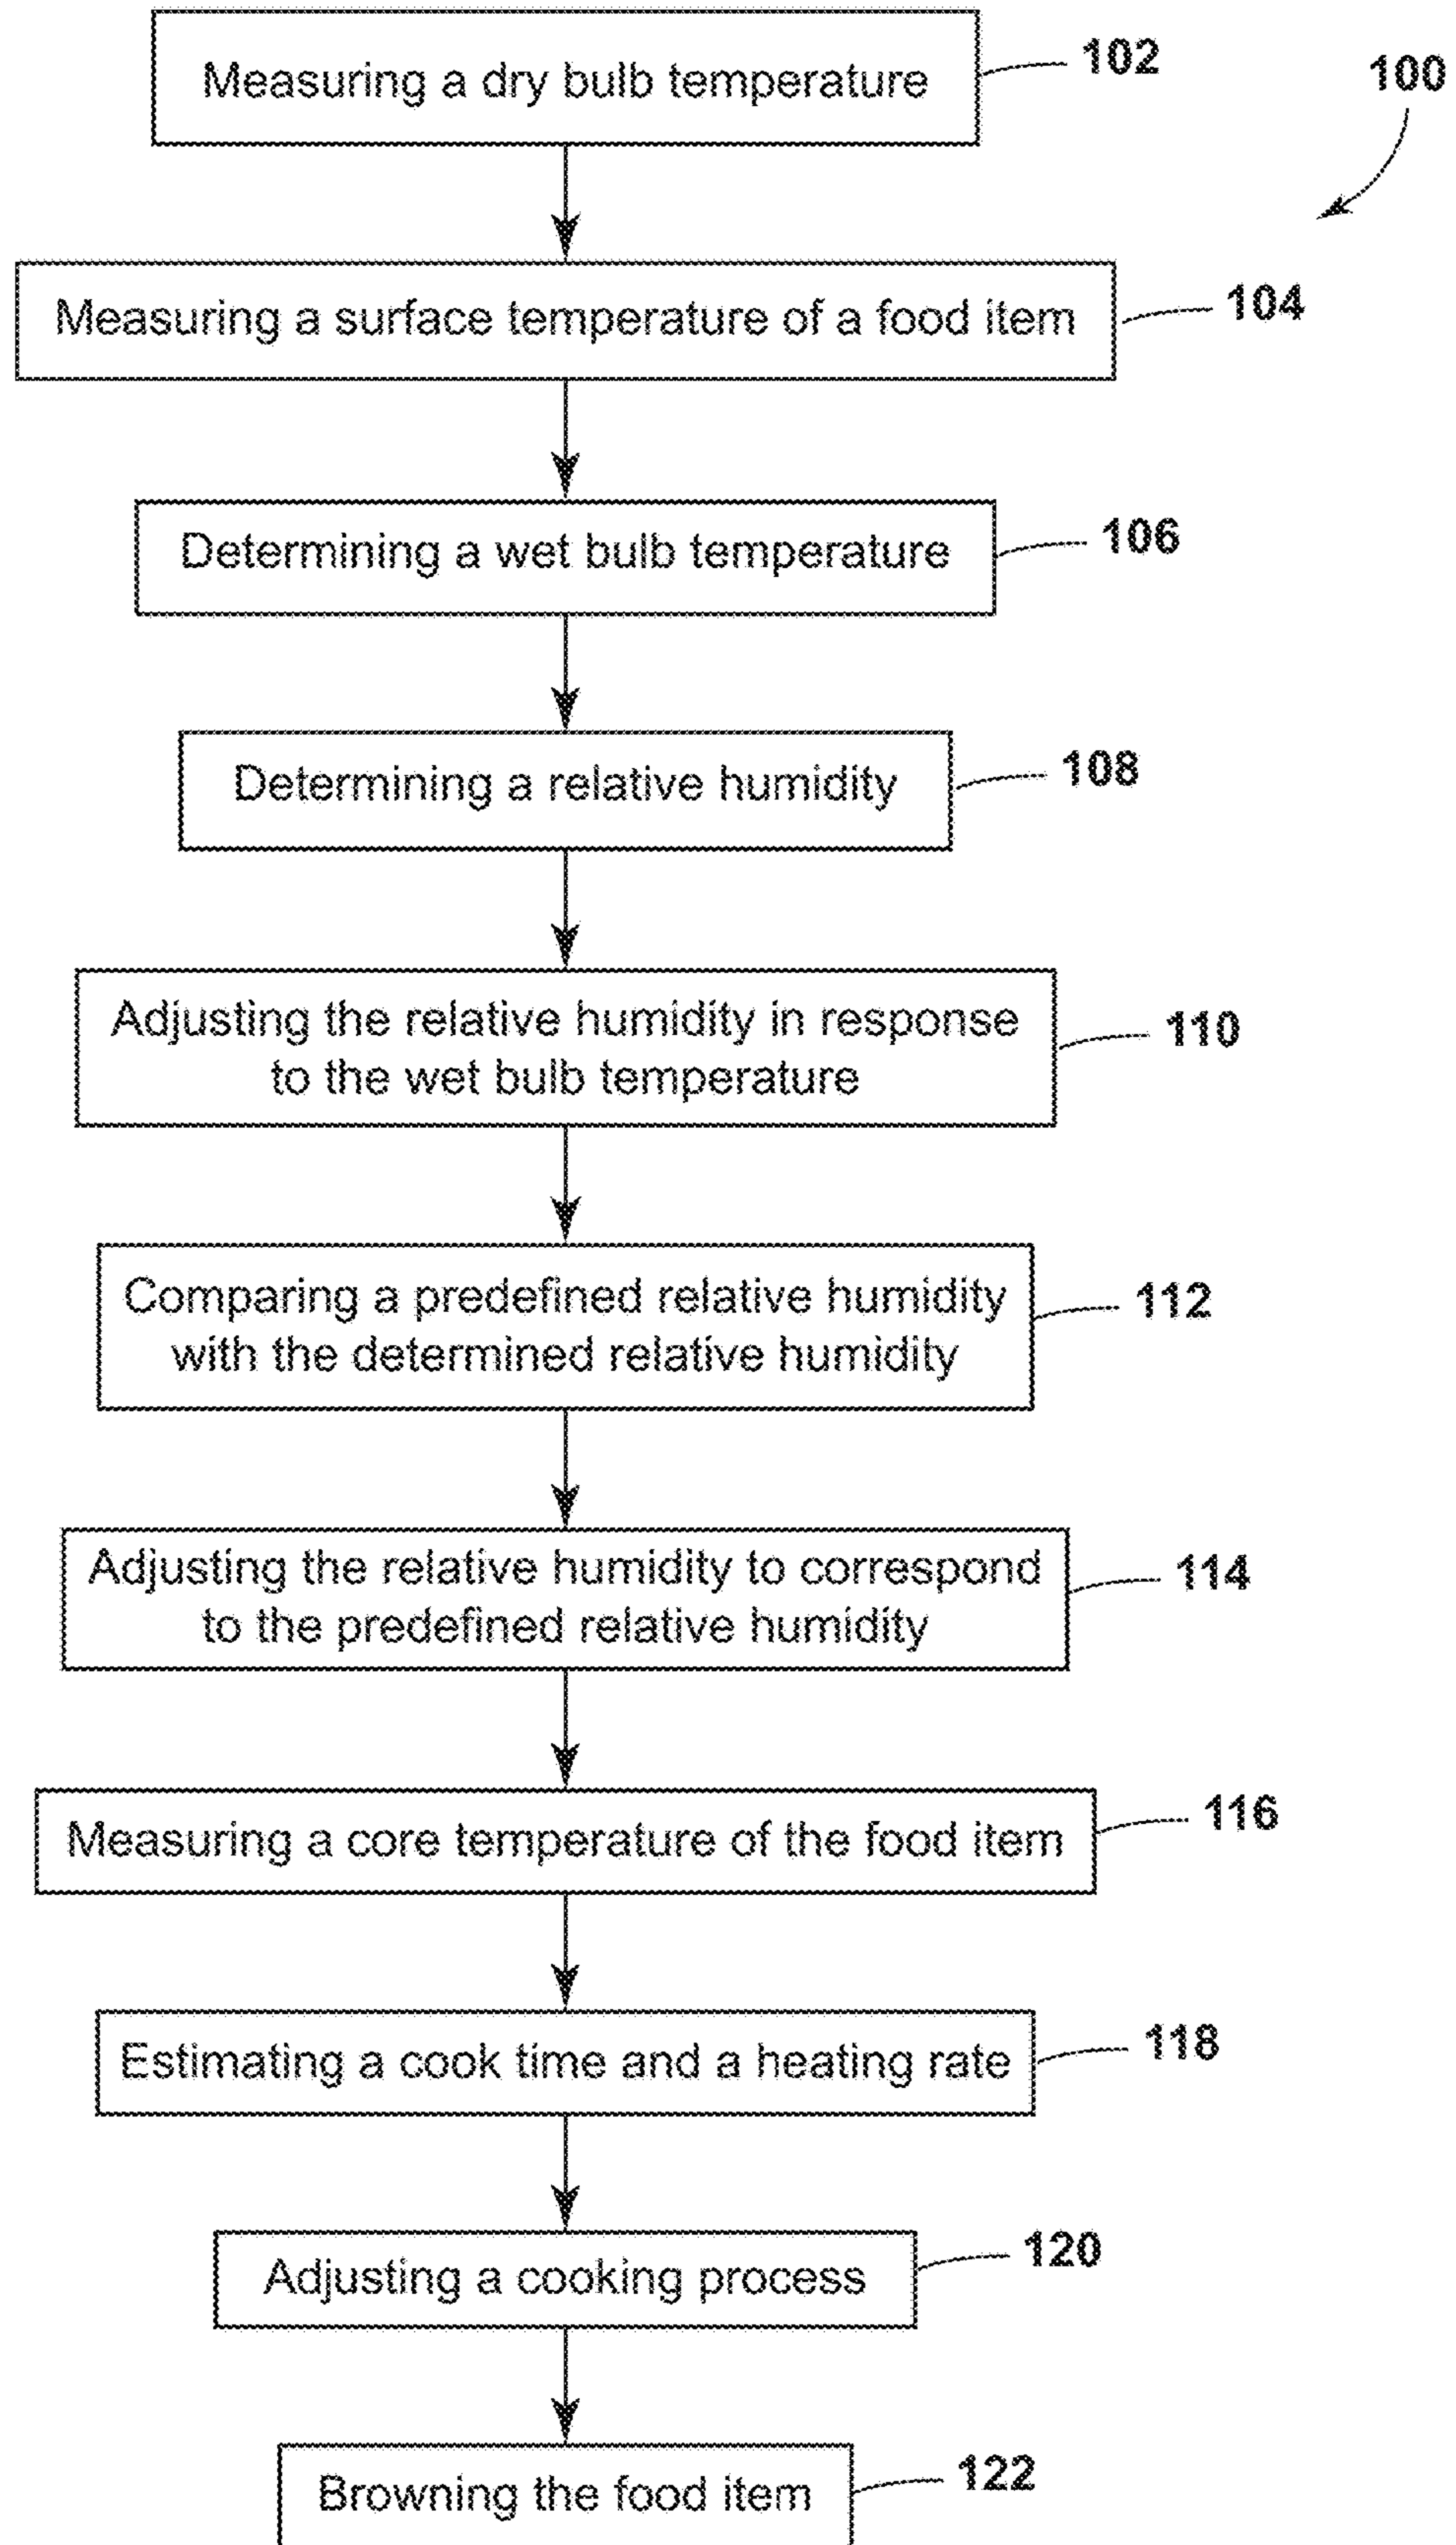 Measuring a dry bulb temperature
102
100
Measuring a surface temperature of a food item
104
Determining a wet bulb temperature
106
Determining a relative humidity
108
Adjusting the relative humidity in response
to the wet bulb temperature
110
Comparing a predefined relative humidity
with the determined relative humidity
112
Adjusting the relative humidity to correspond
to the predefined relative humidity
114
Measuring a core temperature of the food item
116
Estimating a cook time and a heating rate
118
Adjusting a cooking process
120
Browning the food item
122